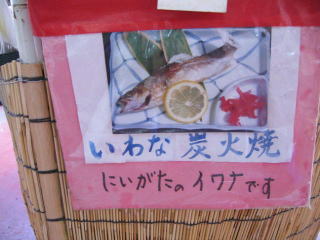 いわな 炭火焼
にいがたの イワナです